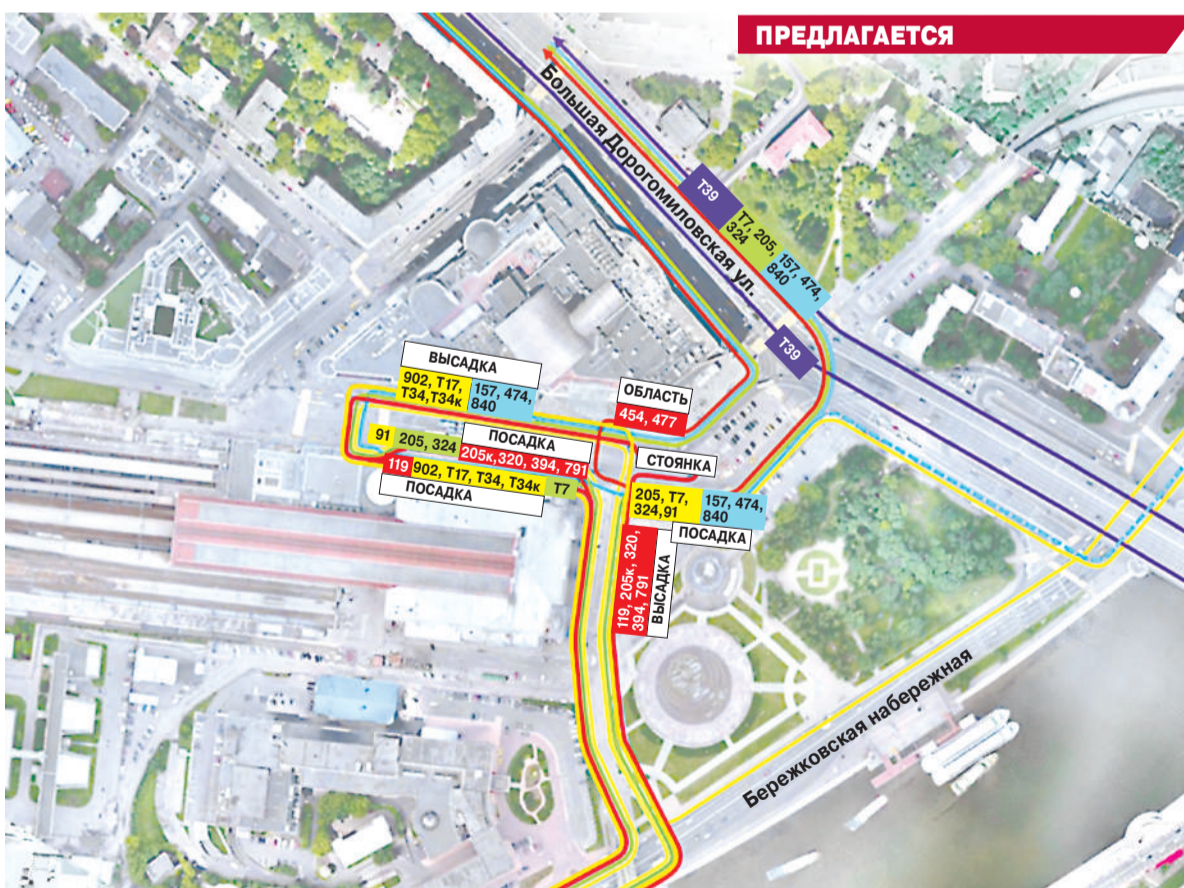 ПРЕДЛАГАЕТСЯ
Большая Дорогомиловская ул.
Т39
Т7, 205,
324
157, 474,
840
Т39
ВЫСАДКА
902, Т17,
Т34, Т34к
157, 474,
840
ОБЛАСТЬ
454, 477
91
205, 324
ПОСАДКА
205к,320, 394, 791
СТОЯНКА
119
902, Т17, Т34, Т34к
Т7
ПОСАДКА
205, Т7,
324,91
157, 474,
840
ПОСАДКА
119, 205к, 320,
394, 791
ВЫСАДКА
Бережковская набережная